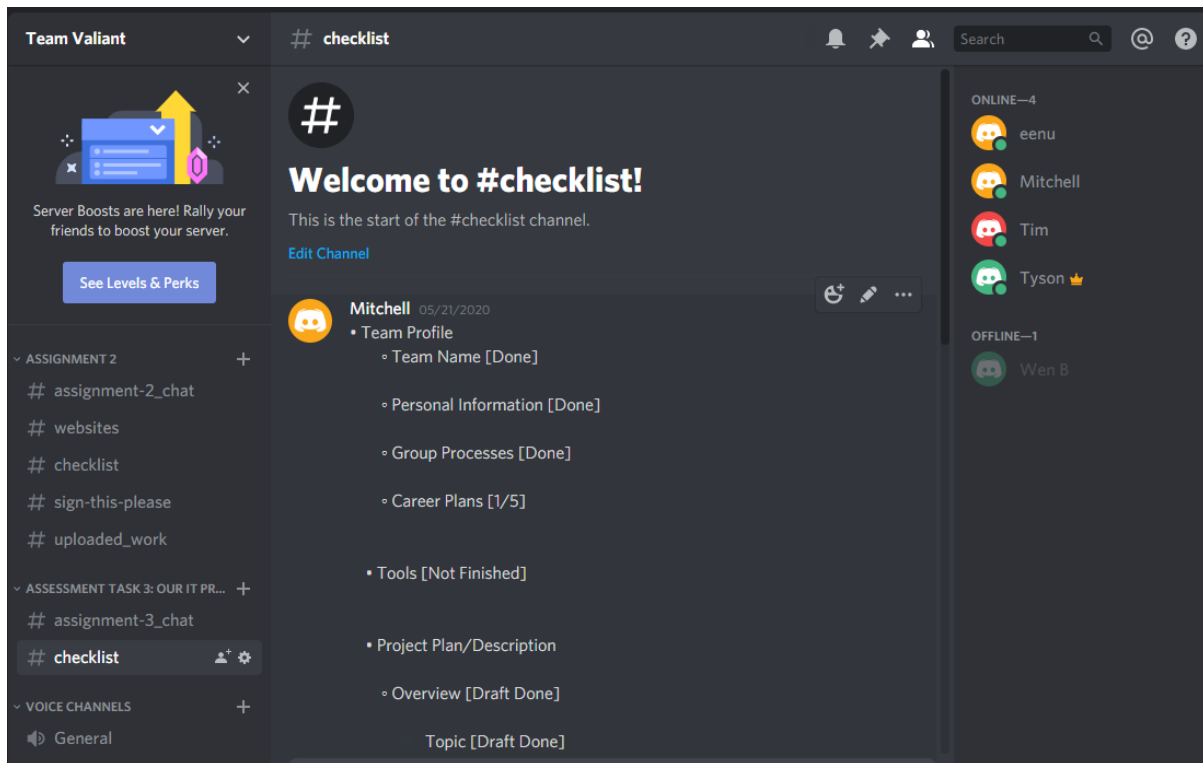 Team Valiant
Server Boosts are here! Rally your
friends to boost your server.
See Levels & Perks
ASSIGNMENT 2
# assignment-2_chat
# websites
# checklist
# sign-this-please
# uploaded_work
ASSESSMENT TASK 3: OUR IT PR...
# assignment-3_chat
# checklist
VOICE CHANNELS
General
# checklist
Search
#
Welcome to #checklist!
This is the start of the #checklist channel.
Edit Channel
Mitchell 05/21/2020
• Team Profile
◦ Team Name [Done]
◦ Personal Information [Done]
◦ Group Processes [Done]
◦ Career Plans [1/5]
• Tools [Not Finished]
• Project Plan/Description
◦ Overview [Draft Done]
Topic [Draft Done]
ONLINE—4
eenu
Mitchell
Tim
Tyson
OFFLINE—1
Wen B